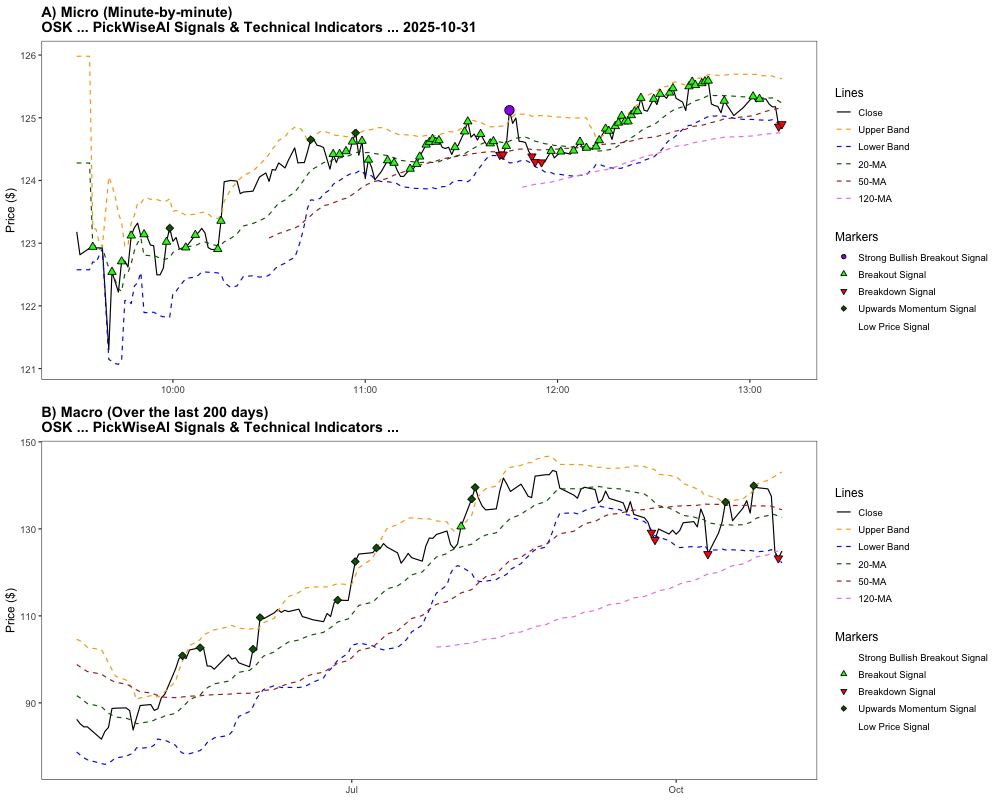 A) Micro (Minute-by-minute)
OSK ... PickWiseAI Signals & Technical Indicators ... 2025-10-31
Price ($)
126
125
124
123
122
121
10:00
11:00
12:00
13:00
Lines
Close
Upper Band
Lower Band
20-MA
50-MA
120-MA
Markers
Strong Bullish Breakout Signal
Breakout Signal
Breakdown Signal
Upwards Momentum Signal
Low Price Signal
B) Macro (Over the last 200 days)
OSK ... PickWiseAI Signals & Technical Indicators ...
Price ($)
150
130
110
90
Jul
Oct
Lines
Close
Upper Band
Lower Band
20-MA
50-MA
120-MA
Markers
Strong Bullish Breakout Signal
Breakout Signal
Breakdown Signal
Upwards Momentum Signal
Low Price Signal